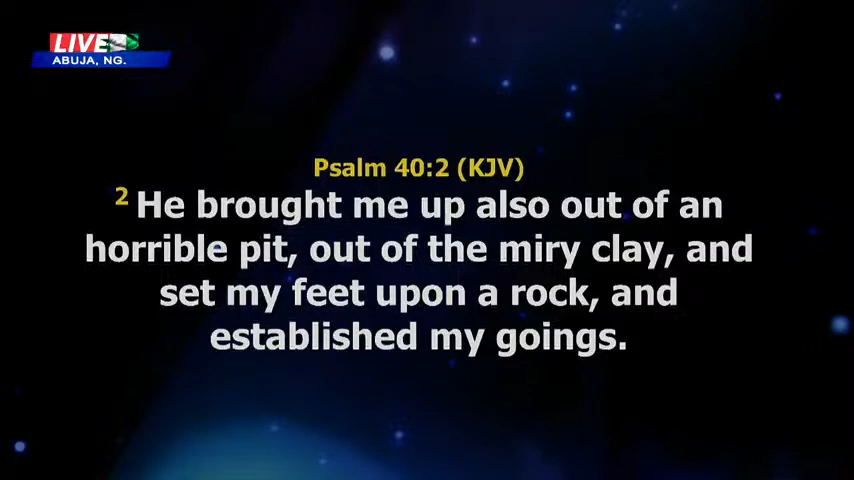 LIVE
ABUJA, NG.
Psalm 40:2 (KJV)
2 He brought me up also out of an
horrible pit, out of the miry clay, and
set my feet upon a rock, and
established my goings.